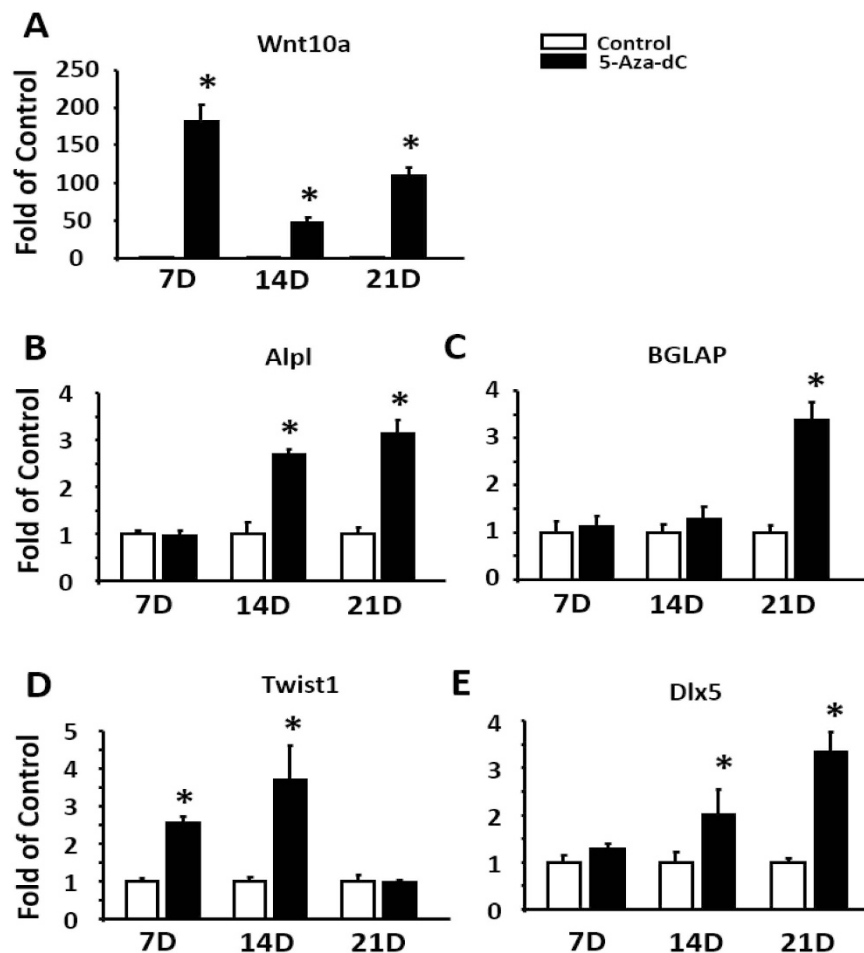 A
Wnt10a
Control
5-Aza-dC
Fold of Control
250
200
150
100
50
0
*
*
*
7D 14D 21D
B
Alpl
Fold of Control
4
3
2
1
0
*
*
7D 14D 21D
C
BGLAP
4
3
2
1
0
*
7D 14D 21D
D
Twist1
Fold of Control
5
4
3
2
1
0
*
*
7D 14D 21D
E
Dlx5
4
3
2
1
0
*
*
7D 14D 21D